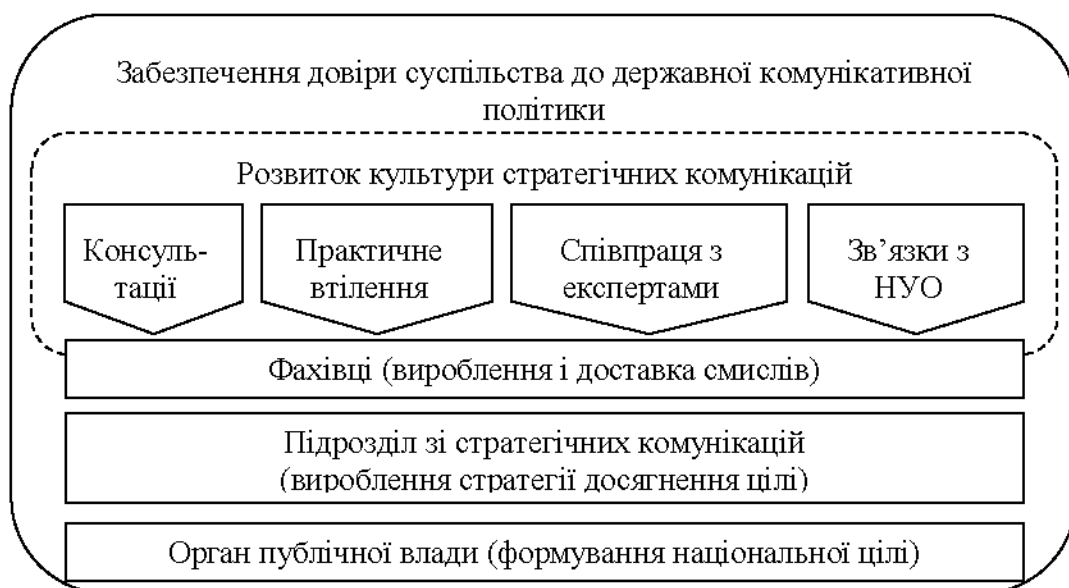 Забезпечення довіри суспільства до державної комунікативної
політики
Розвиток культури стратегічних комунікацій
Консуль-
тації
Практичне
втілення
Співпраця з
експертами
Зв’язки з
НУО
Фахівці (вироблення і доставка смислів)
Підрозділ зі стратегічних комунікацій
(вироблення стратегії досягнення цілі)
Орган публічної влади (формування національної цілі)